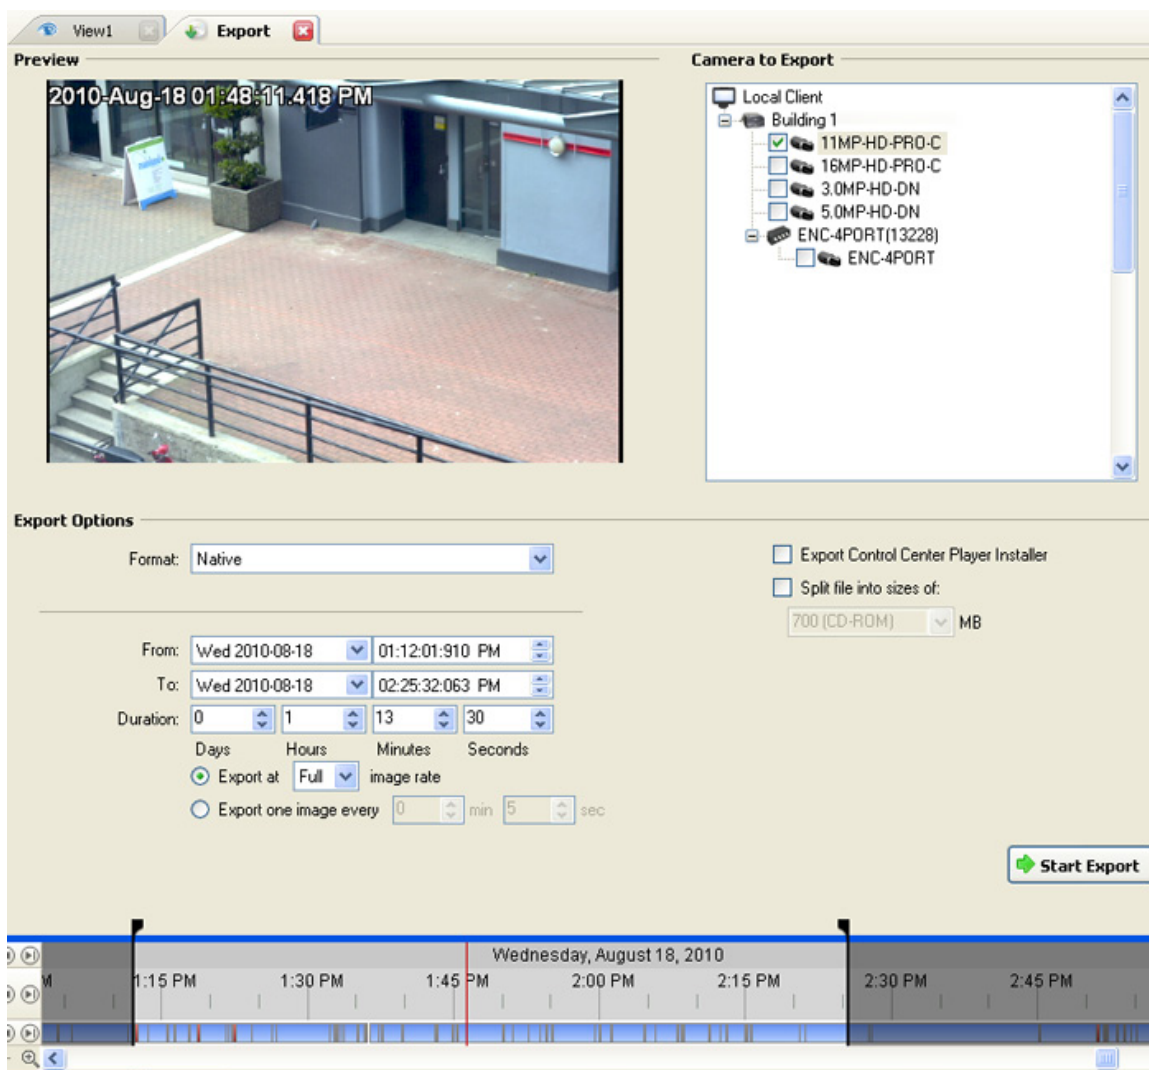 View1
Export
Preview
2010-Aug-18 01:48:11.418 PM
Camera to Export
Local Client
Building 1
11MP-HD-PRO-C
16MP-HD-PRO-C
3.0MP-HD-DN
5.0MP-HD-DN
ENC-4PORT(13228)
ENC-4PORT
Export Options
Format: Native
Export Control Center Player Installer
Split file into sizes of:
700 (CD-ROM) MB
From: Wed 2010-08-18 01:12:01:910 PM
To: Wed 2010-08-18 02:25:32:063 PM
Duration: 0 1 13 30
Days Hours Minutes Seconds
Export at Full image rate
Export one image every 0 min 5 sec
Start Export
Wednesday, August 18, 2010
M 1:15 PM 1:30 PM 1:45 PM 2:00 PM 2:15 PM 2:30 PM 2:45 PM